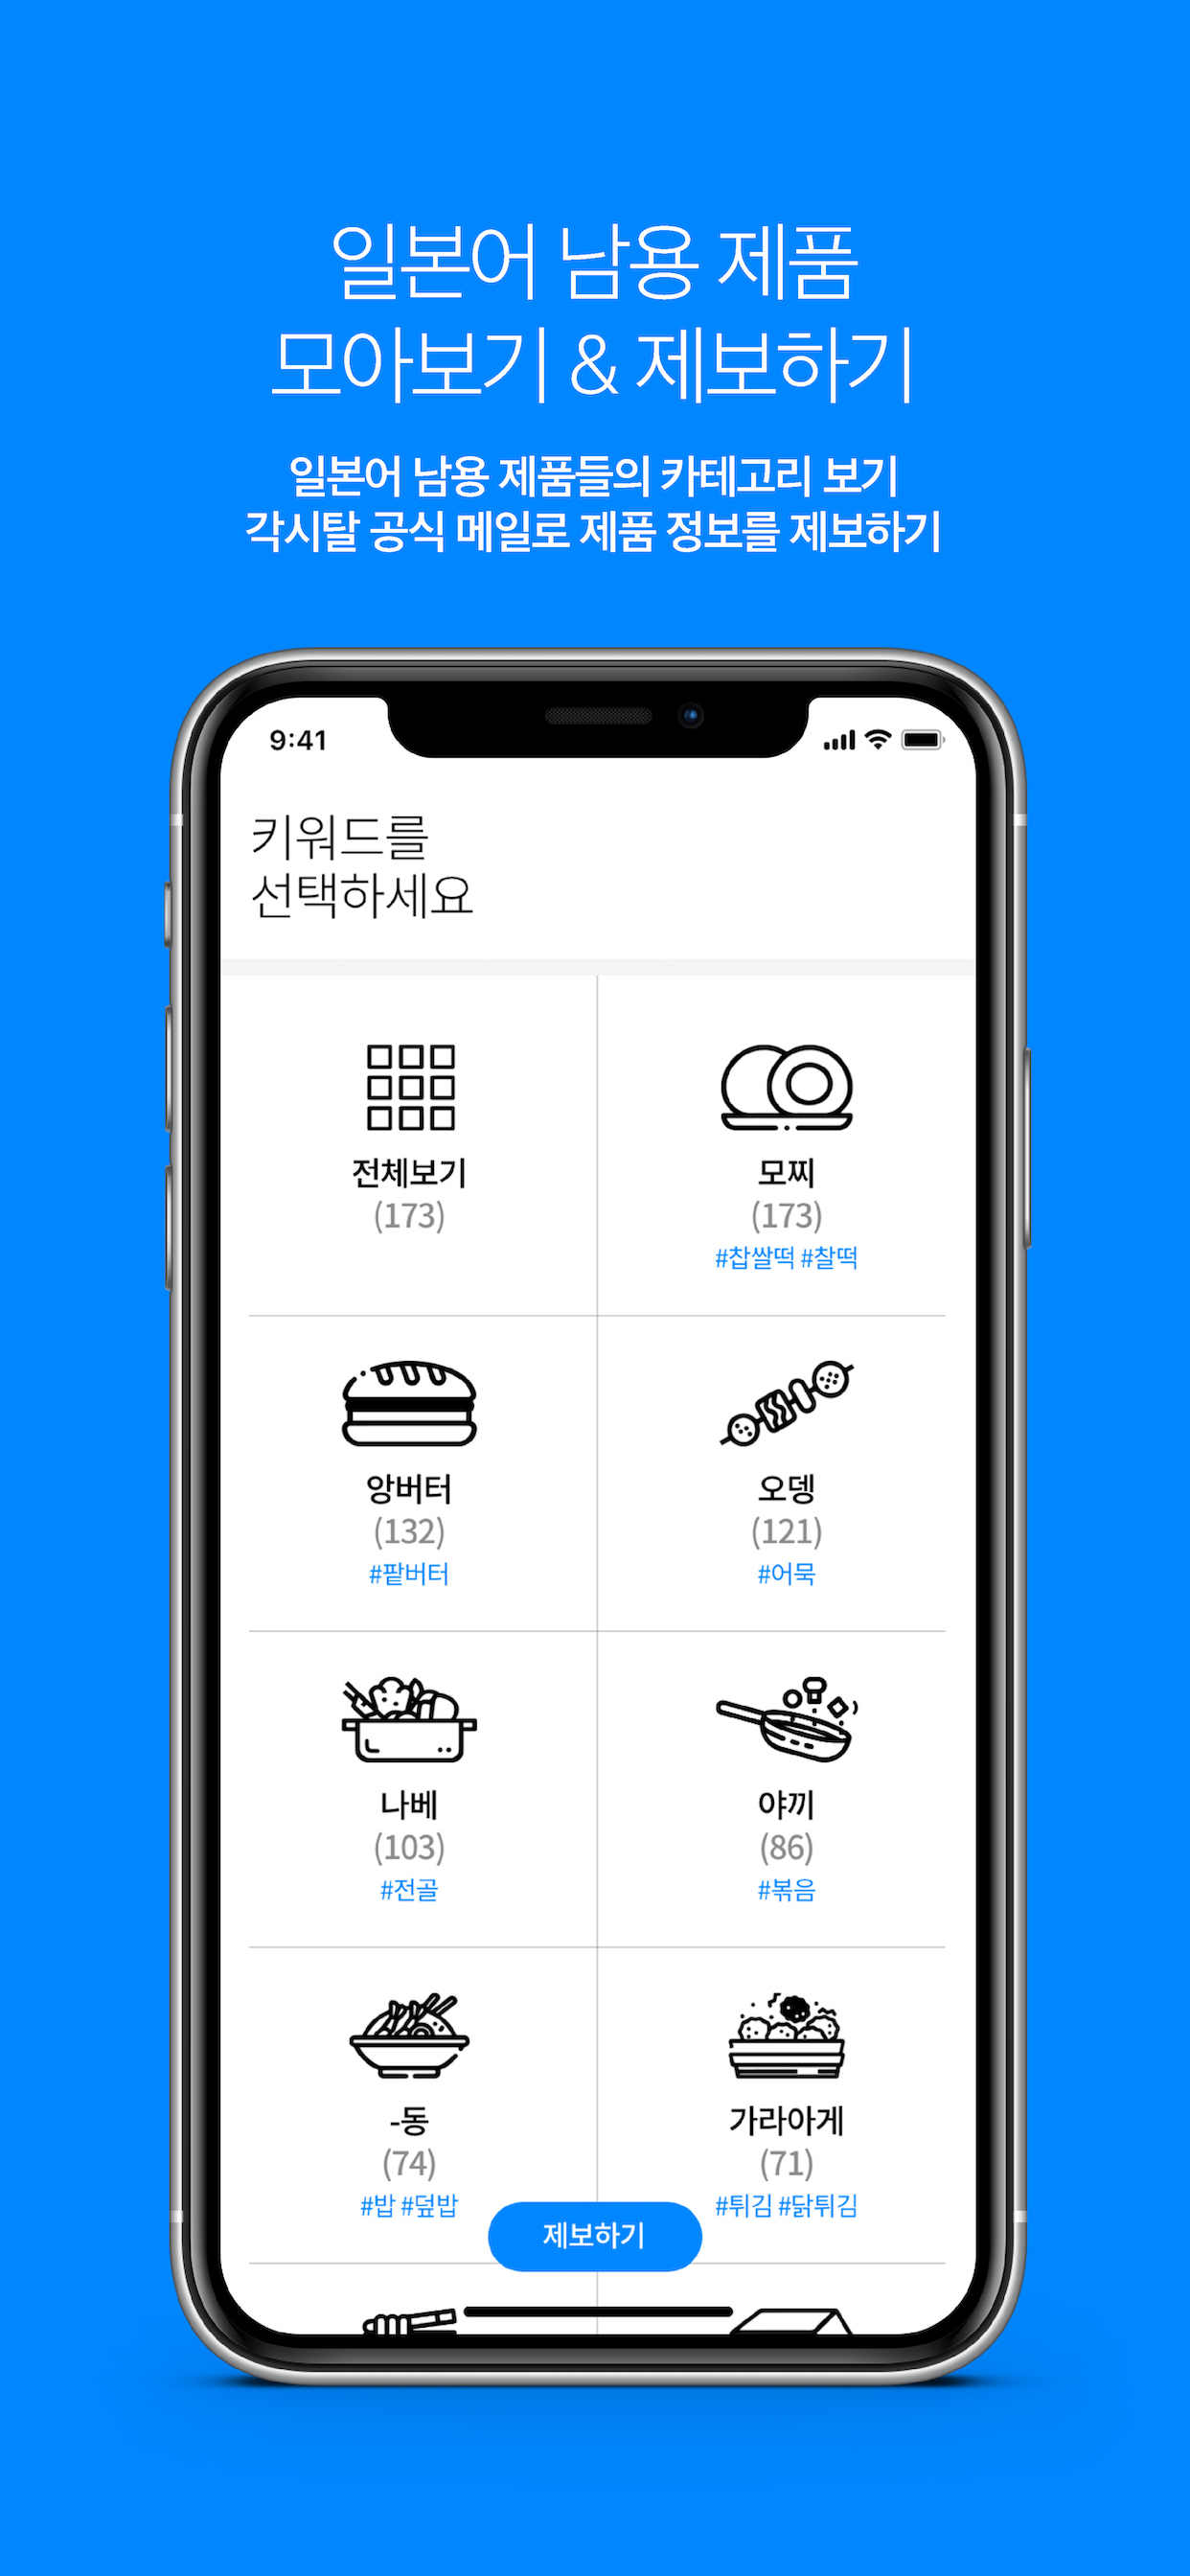 일본어 남용 제품
모아보기 & 제보하기
일본어 남용 제품들의 카테고리 보기
각시탈 공식 메일로 제품 정보를 제보하기
9:41
키워드를
선택하세요
전체보기
(173)
모찌
(173)
#찹쌀떡 #찰떡
앙버터
(132)
#팥버터
오뎅
(121)
#어묵
나베
(103)
#전골
야끼
(86)
#볶음
-동
(74)
#밥 #덮밥
가라아게
(71)
#튀김 #닭튀김
제보하기